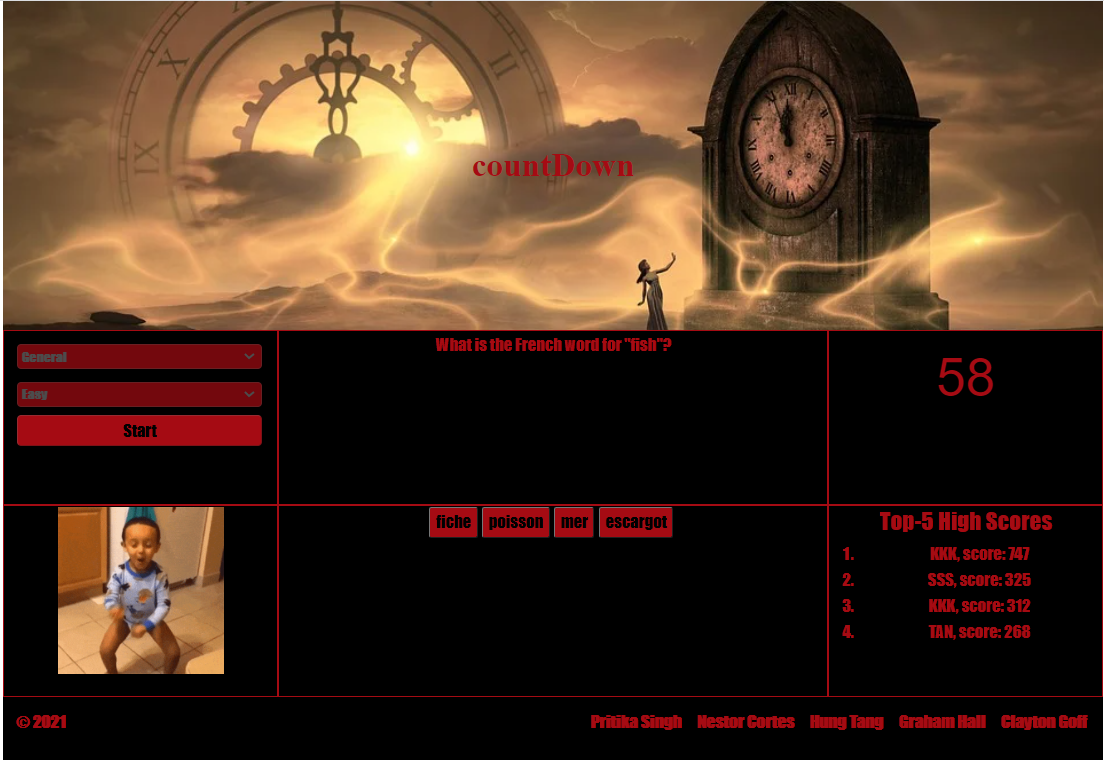 countDown
General
Easy
Start
What is the French word for "fish"?
58
fiche poisson mer escargot
Top-5 High Scores
1. KKK, score: 747
2. SSS, score: 325
3. KKK, score: 312
4. TAN, score: 268
© 2021 Pritika Singh Nestor Cortes Hung Tang Graham Hall Clayton Goff